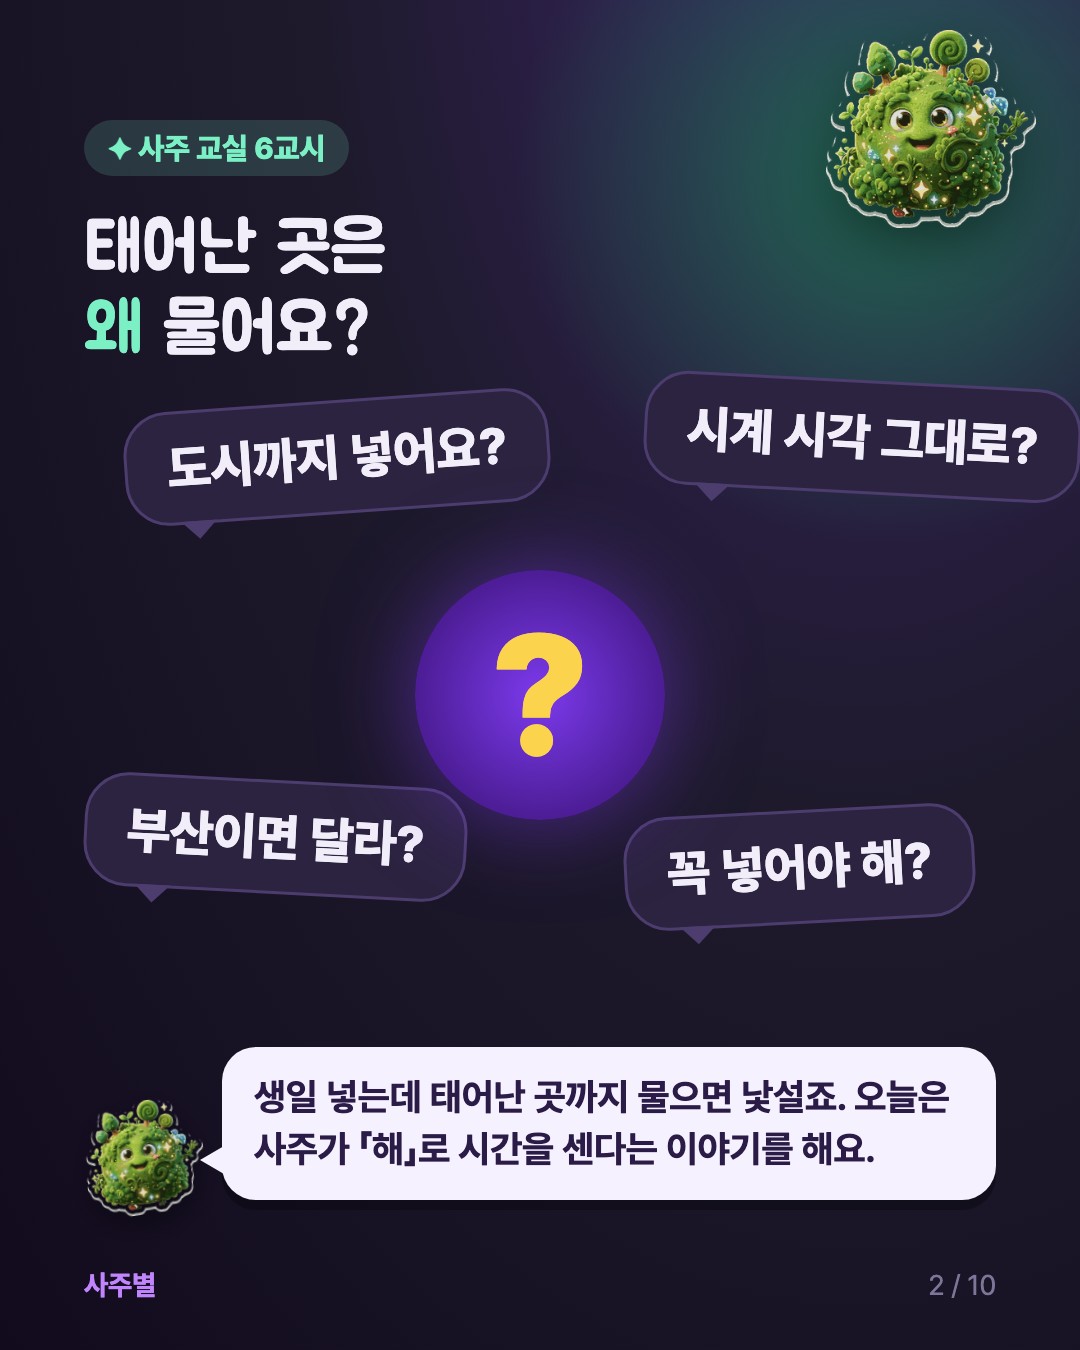 ✦ 사주 교실 6교시
태어난 곳은
왜 물어요?
도시까지 넣어요?
시계 시각 그대로?
?
부산이면 달라?
꼭 넣어야 해?
생일 넣는데 태어난 곳까지 물으면 낯설죠. 오늘은
사주가 「해」로 시간을 센다는 이야기를 해요.
사주별
2 / 10